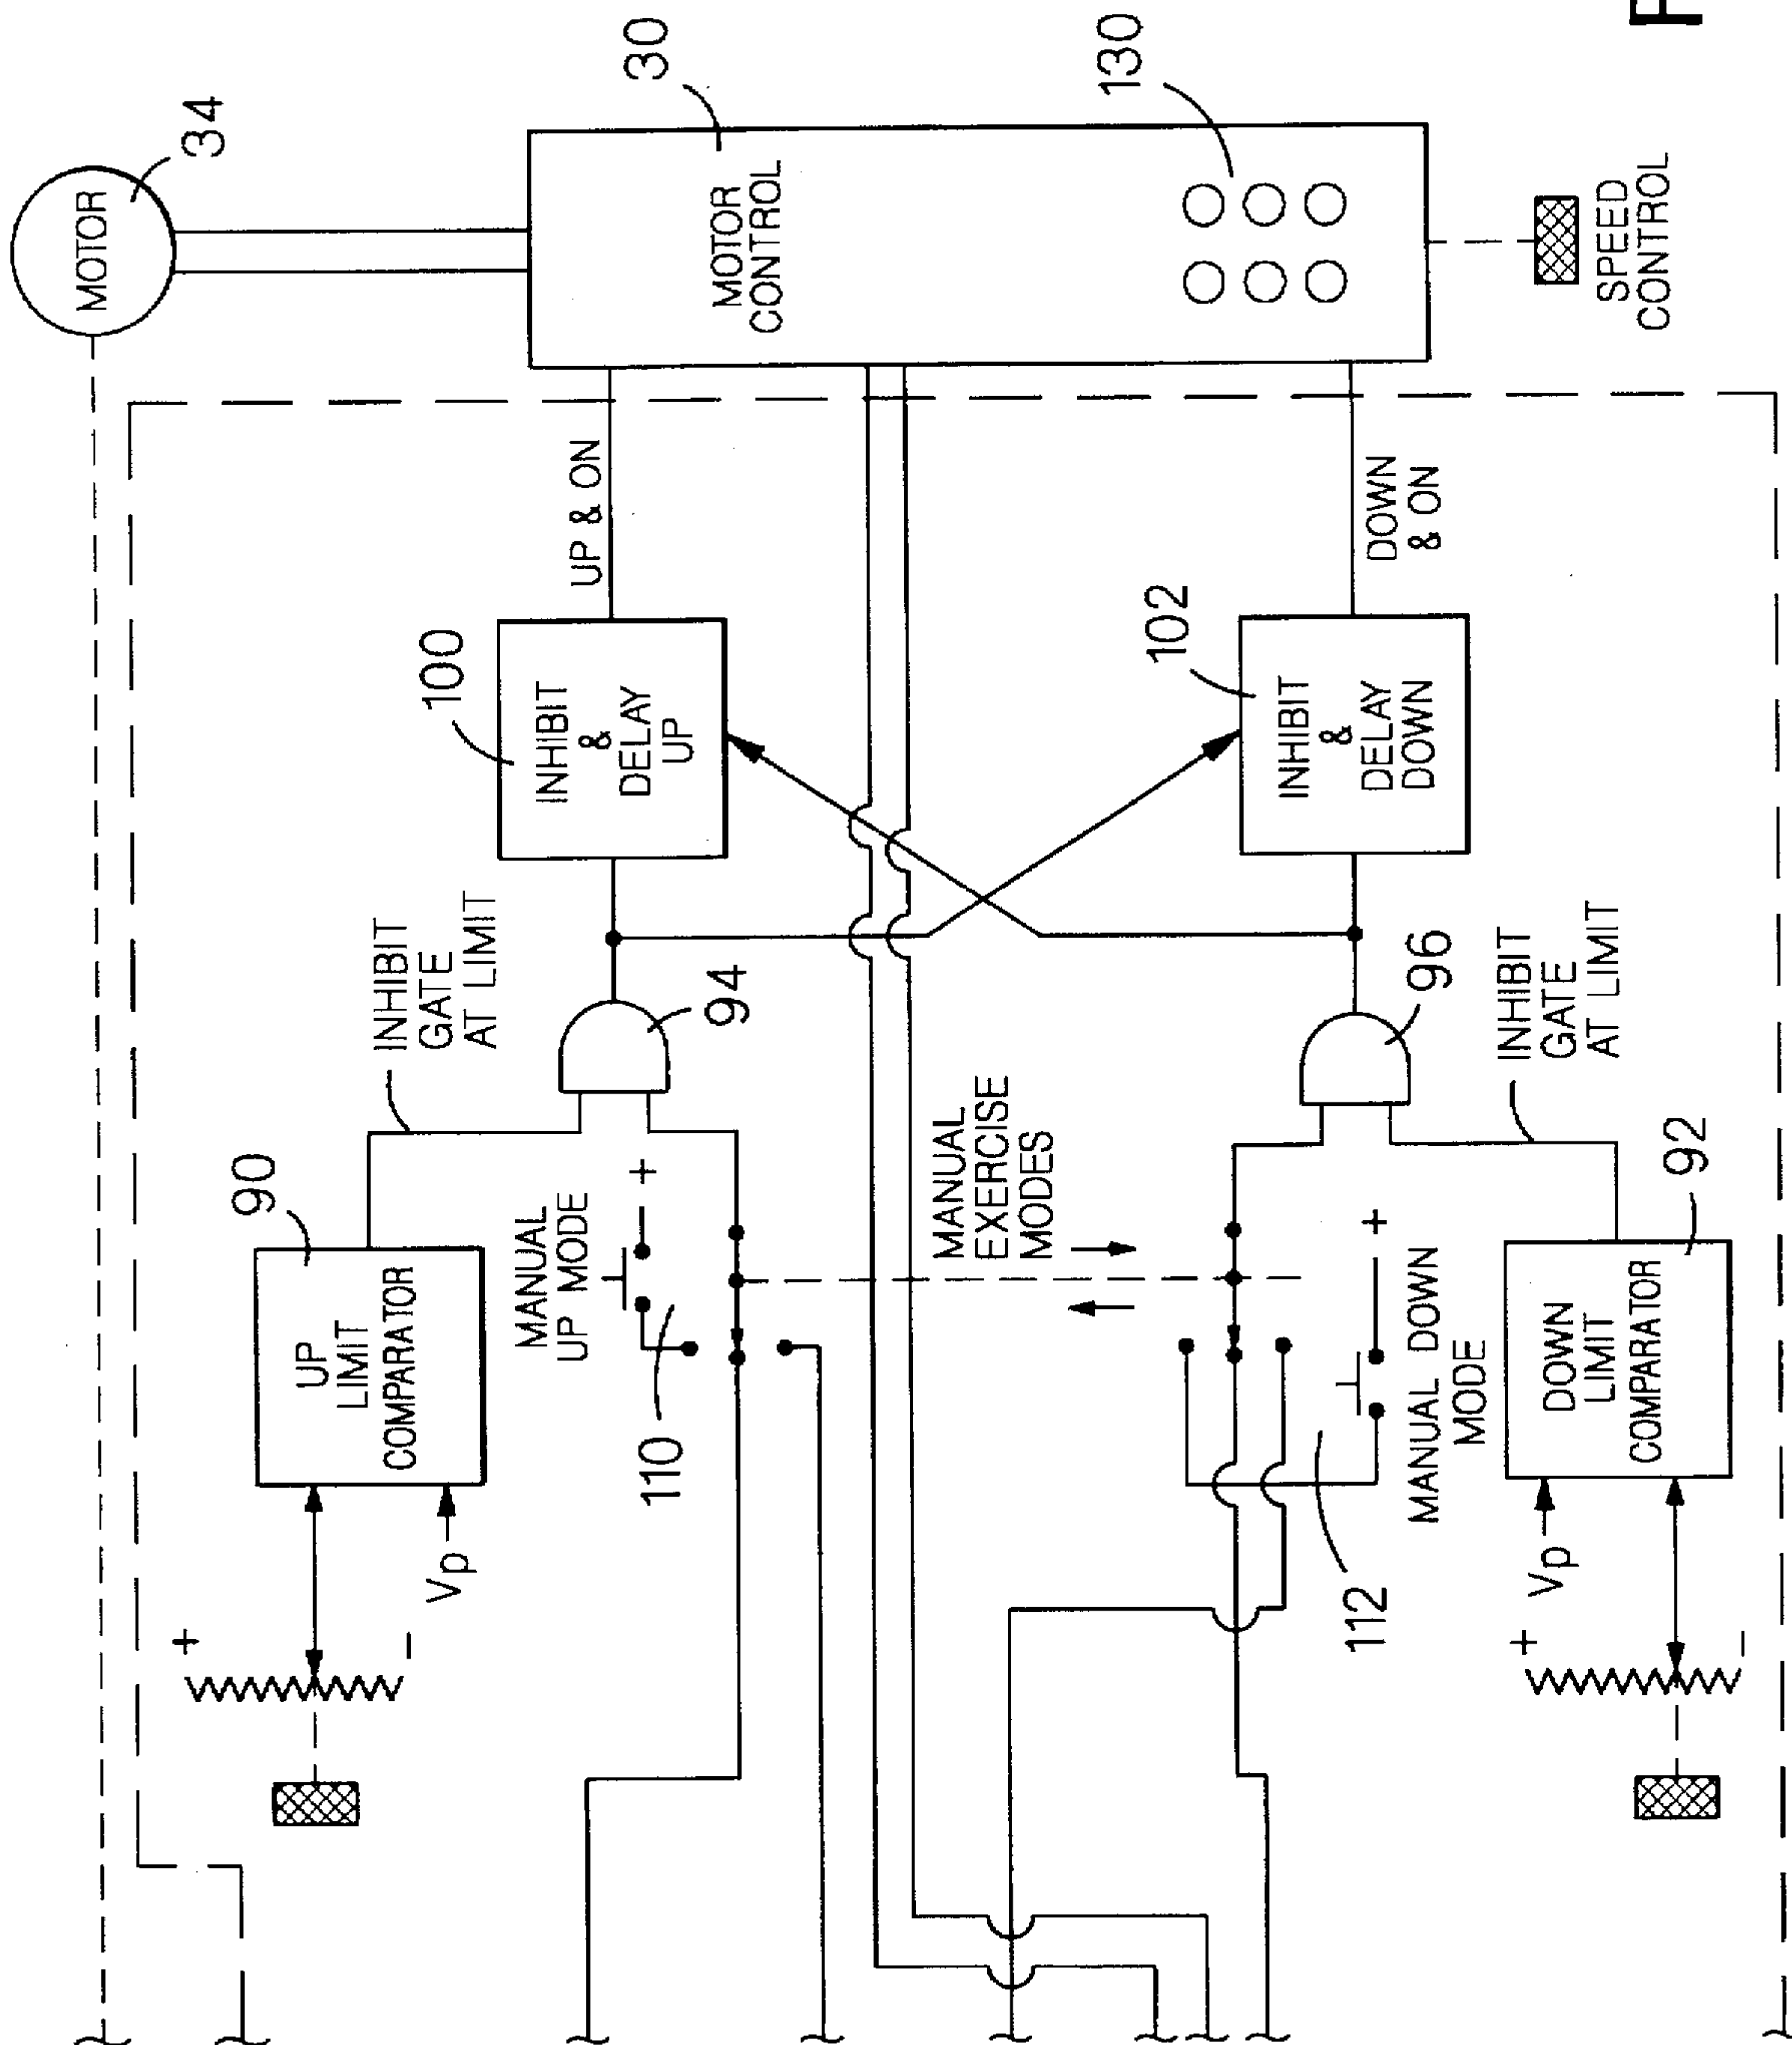 MOTOR
34
30
MOTOR
CONTROL
130
SPEED
CONTROL
UP & ON
DOWN
& ON
100
INHIBIT
&
DELAY
UP
102
INHIBIT
&
DELAY
DOWN
INHIBIT
GATE
AT LIMIT
94
96
INHIBIT
GATE
AT LIMIT
90
UP
LIMIT
COMPARATOR
MANUAL
UP MODE
+
110
MANUAL
EXERCISE
MODES
+
MANUAL DOWN
MODE
112
92
DOWN
LIMIT
COMPARATOR
Vp
+
-
Vp
+
-
F